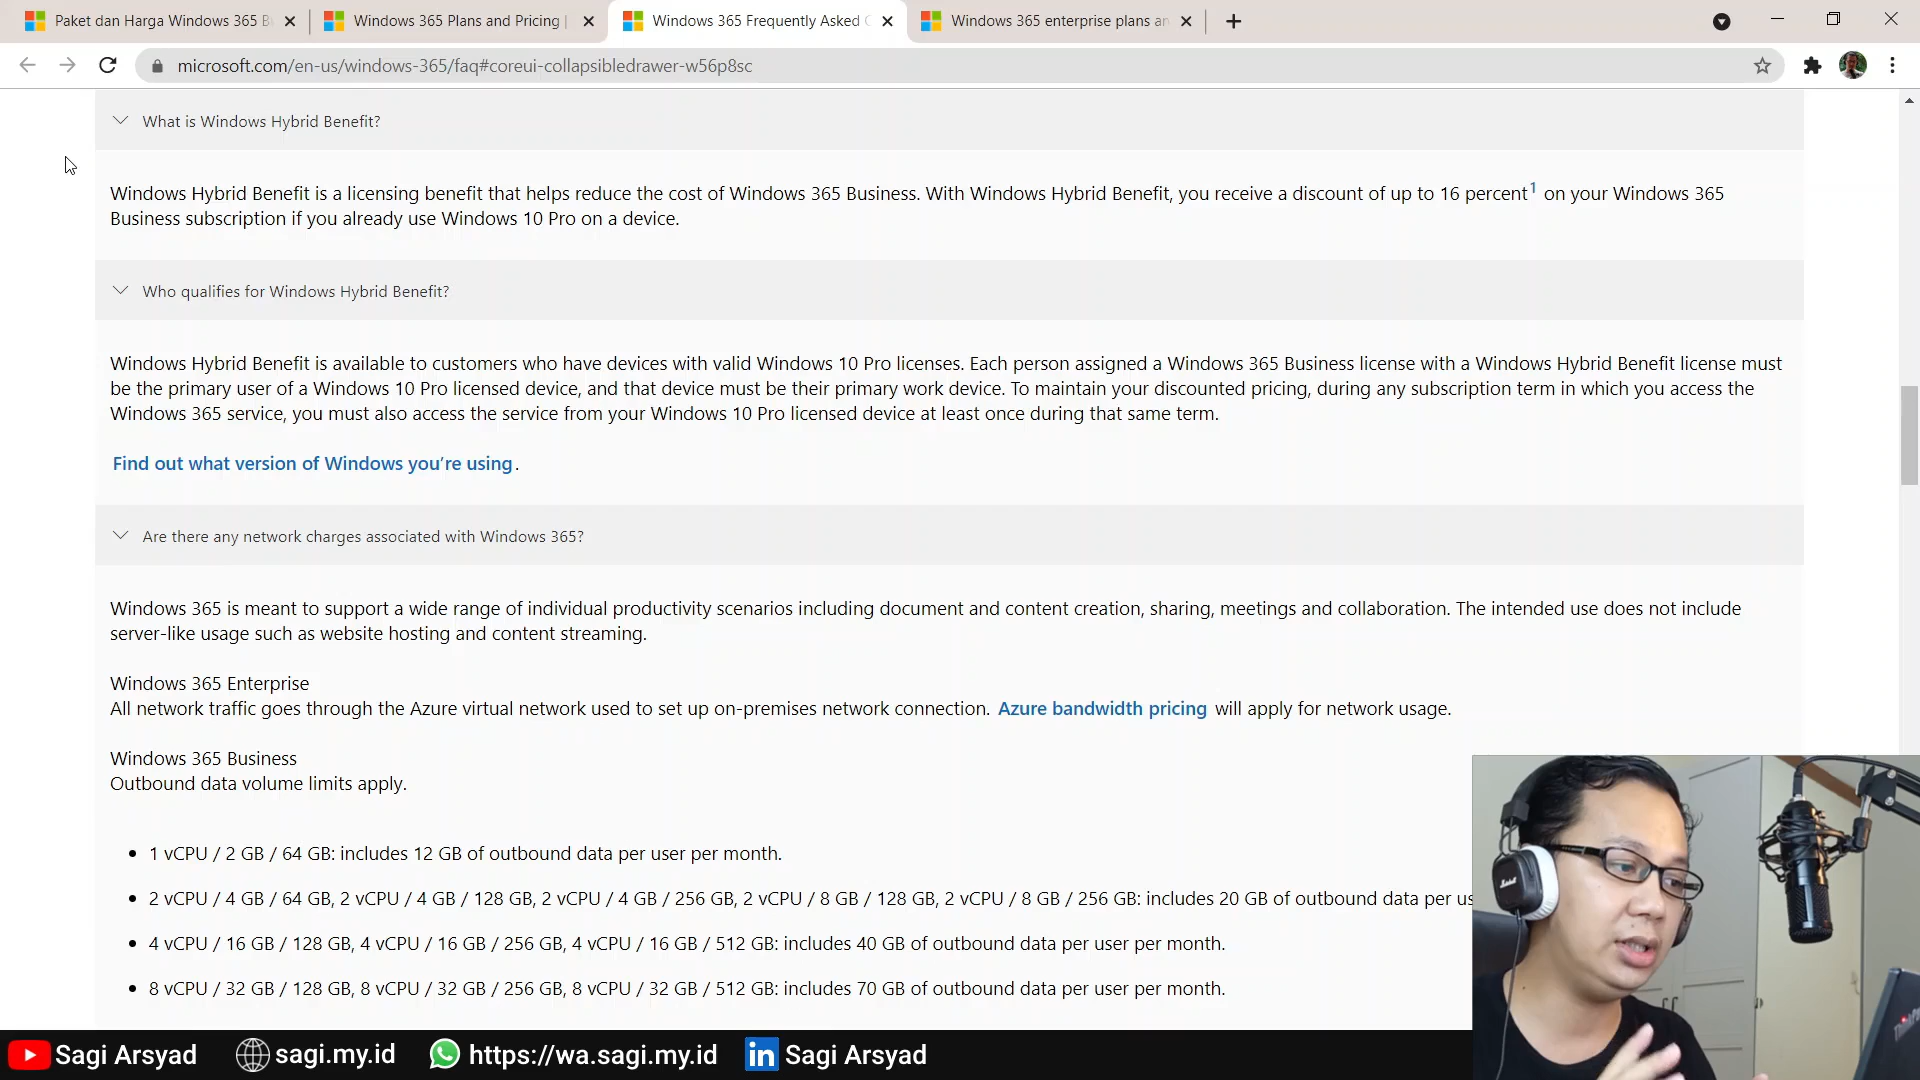 Paket dan Harga Windows 365 B
Windows 365 Plans and Pricing |
Windows 365 Frequently Asked
Windows 365 enterprise plans an
microsoft.com/en-us/windows-365/faq#coreui-collapsibledrawer-w56p8sc
What is Windows Hybrid Benefit?
Windows Hybrid Benefit is a licensing benefit that helps reduce the cost of Windows 365 Business. With Windows Hybrid Benefit, you receive a discount of up to 16 percent1 on your Windows 365
Business subscription if you already use Windows 10 Pro on a device.
Who qualifies for Windows Hybrid Benefit?
Windows Hybrid Benefit is available to customers who have devices with valid Windows 10 Pro licenses. Each person assigned a Windows 365 Business license with a Windows Hybrid Benefit license must
be the primary user of a Windows 10 Pro licensed device, and that device must be their primary work device. To maintain your discounted pricing, during any subscription term in which you access the
Windows 365 service, you must also access the service from your Windows 10 Pro licensed device at least once during that same term.
Find out what version of Windows you’re using.
Are there any network charges associated with Windows 365?
Windows 365 is meant to support a wide range of individual productivity scenarios including document and content creation, sharing, meetings and collaboration. The intended use does not include
server-like usage such as website hosting and content streaming.
Windows 365 Enterprise
All network traffic goes through the Azure virtual network used to set up on-premises network connection. Azure bandwidth pricing will apply for network usage.
Windows 365 Business
Outbound data volume limits apply.
• 1 vCPU / 2 GB / 64 GB: includes 12 GB of outbound data per user per month.
• 2 vCPU / 4 GB / 64 GB, 2 vCPU / 4 GB / 128 GB, 2 vCPU / 4 GB / 256 GB, 2 vCPU / 8 GB / 128 GB, 2 vCPU / 8 GB / 256 GB: includes 20 GB of outbound data per us
• 4 vCPU / 16 GB / 128 GB, 4 vCPU / 16 GB / 256 GB, 4 vCPU / 16 GB / 512 GB: includes 40 GB of outbound data per user per month.
• 8 vCPU / 32 GB / 128 GB, 8 vCPU / 32 GB / 256 GB, 8 vCPU / 32 GB / 512 GB: includes 70 GB of outbound data per user per month.
Marshall
Sagi Arsyad
sagi.my.id
https://wa.sagi.my.id
in Sagi Arsyad